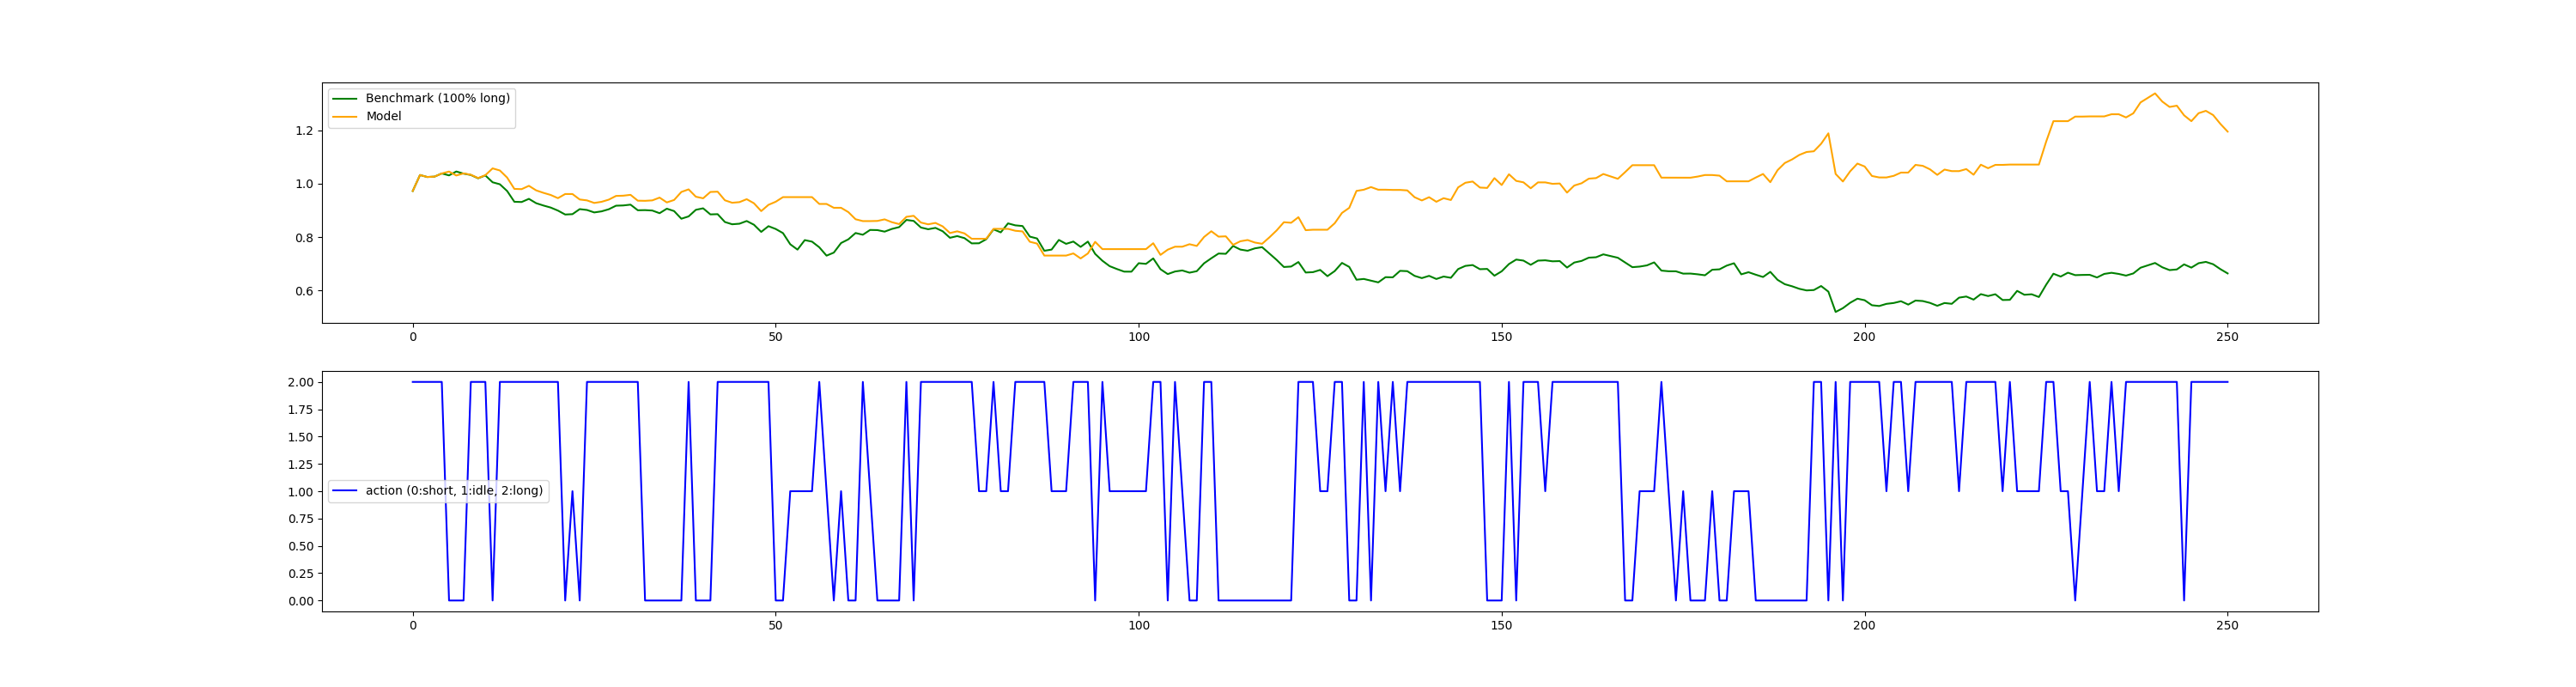 Benchmark (100% long)
Model
1.2
1.0
0.8
0.6
0 50 100 150 200 250
2.00
1.75
1.50
1.25
1.00
0.75
0.50
0.25
0.00
action (0:short, 1:idle, 2:long)
0 50 100 150 200 250